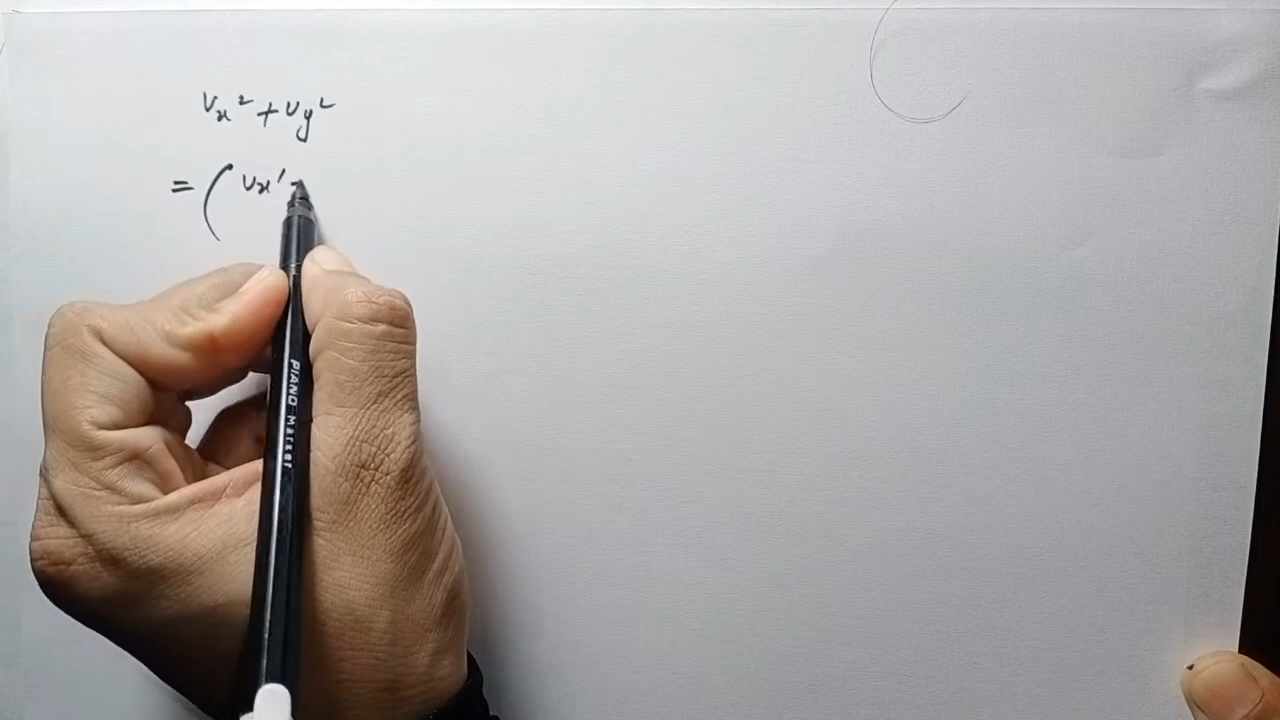 vx² + vy²
= ( vx' -
PIANO Marker